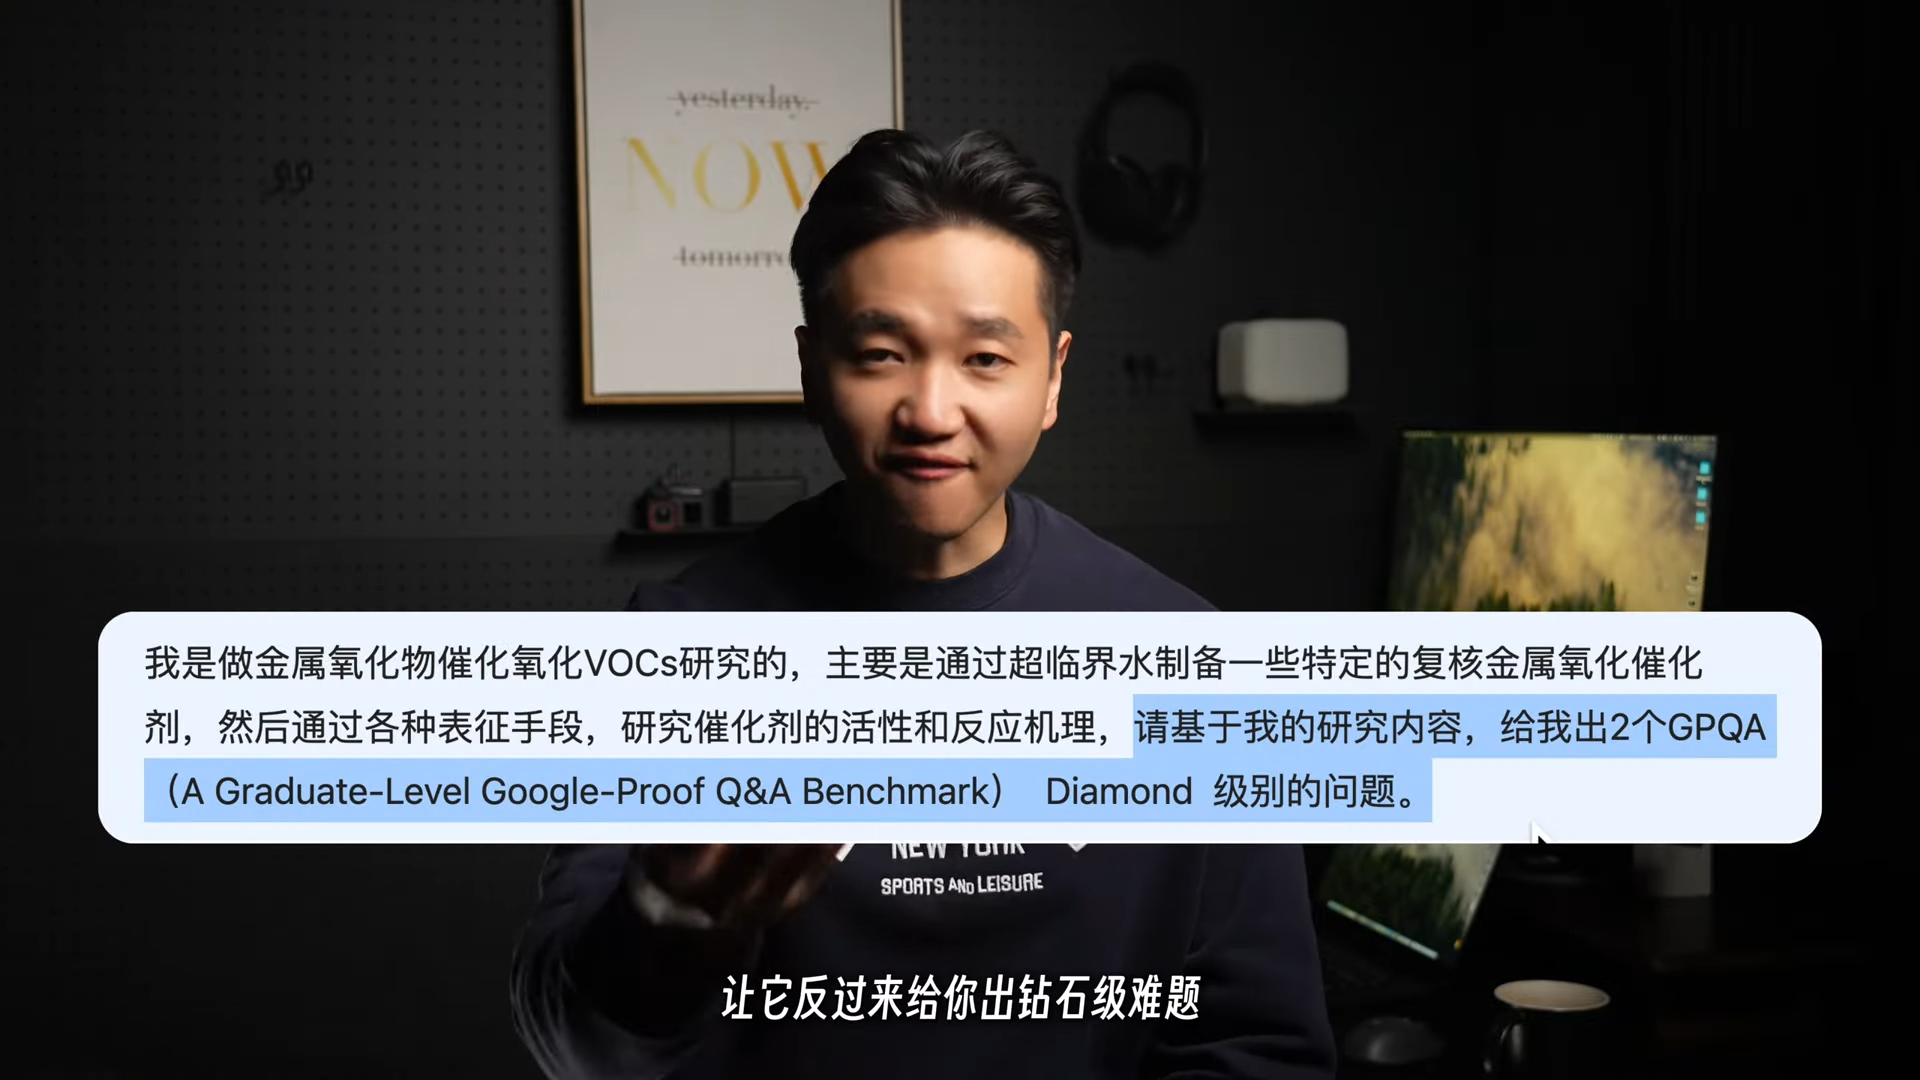 yesterday.
NOW
tomorro
我是做金属氧化物催化氧化VOCs研究的，主要是通过超临界水制备一些特定的复核金属氧化催化
剂，然后通过各种表征手段，研究催化剂的活性和反应机理，请基于我的研究内容，给我出2个GPQA
（A Graduate-Level Google-Proof Q&A Benchmark） Diamond 级别的问题。
NEW YORK
SPORTS AND LEISURE
让它反过来给你出钻石级难题